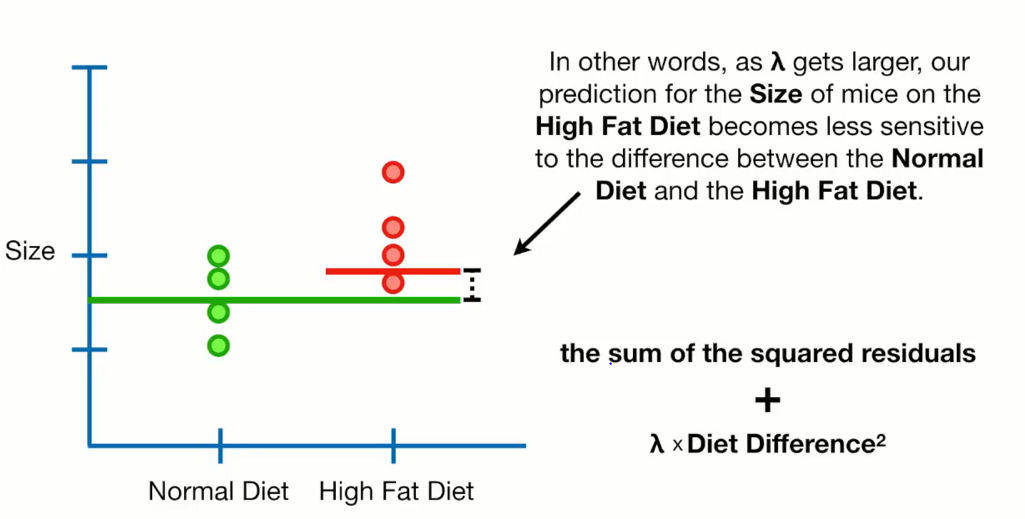 In other words, as λ gets larger, our
prediction for the Size of mice on the
High Fat Diet becomes less sensitive
to the difference between the Normal
Diet and the High Fat Diet.
Size
the sum of the squared residuals
+
λ x Diet Difference²
Normal Diet High Fat Diet